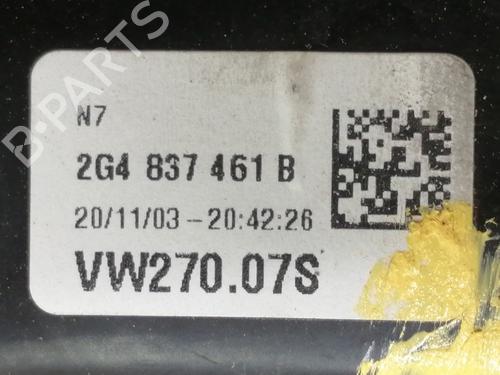 B-PARTS
N7
2G4 837 461 B
20/11/03-20:42:26
VW270.07S